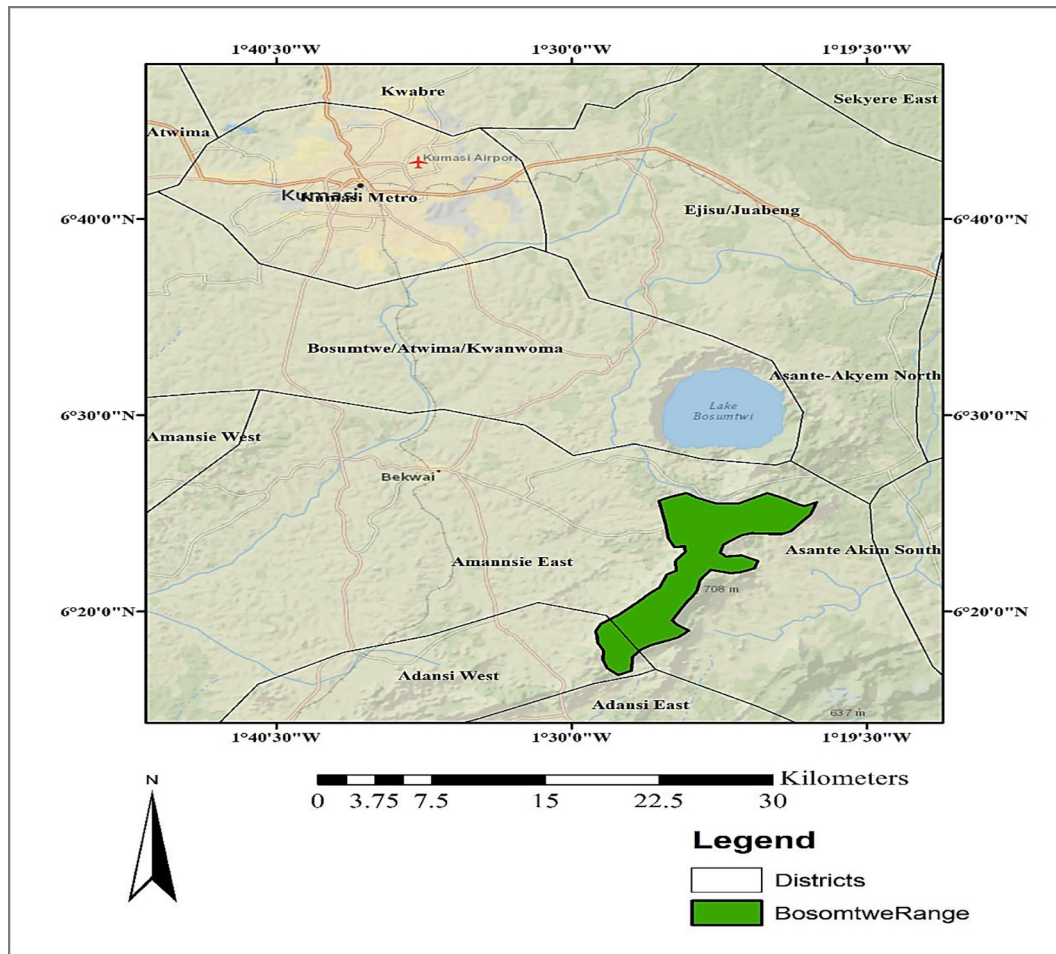 1°40'30"W 1°30'0"W 1°19'30"W
Kwabre
Sekyere East
Atwima
Kumasi Airport
Kumasi
Kumasi Metro
Ejisu/Juabeng
6°40'0"N 6°40'0"N
Bosumtwe/Atwima/Kwanwoma
Asante-Akyem North
Lake
Bosumtwi
6°30'0"N 6°30'0"N
Amansie West
Bekwai
Asante Akim South
Amannsie East
708 m
6°20'0"N 6°20'0"N
Adansi West
Adansi East
637 m
1°40'30"W 1°30'0"W 1°19'30"W
N
Kilometers
0 3.75 7.5 15 22.5 30
Legend
Districts
BosomtweRange